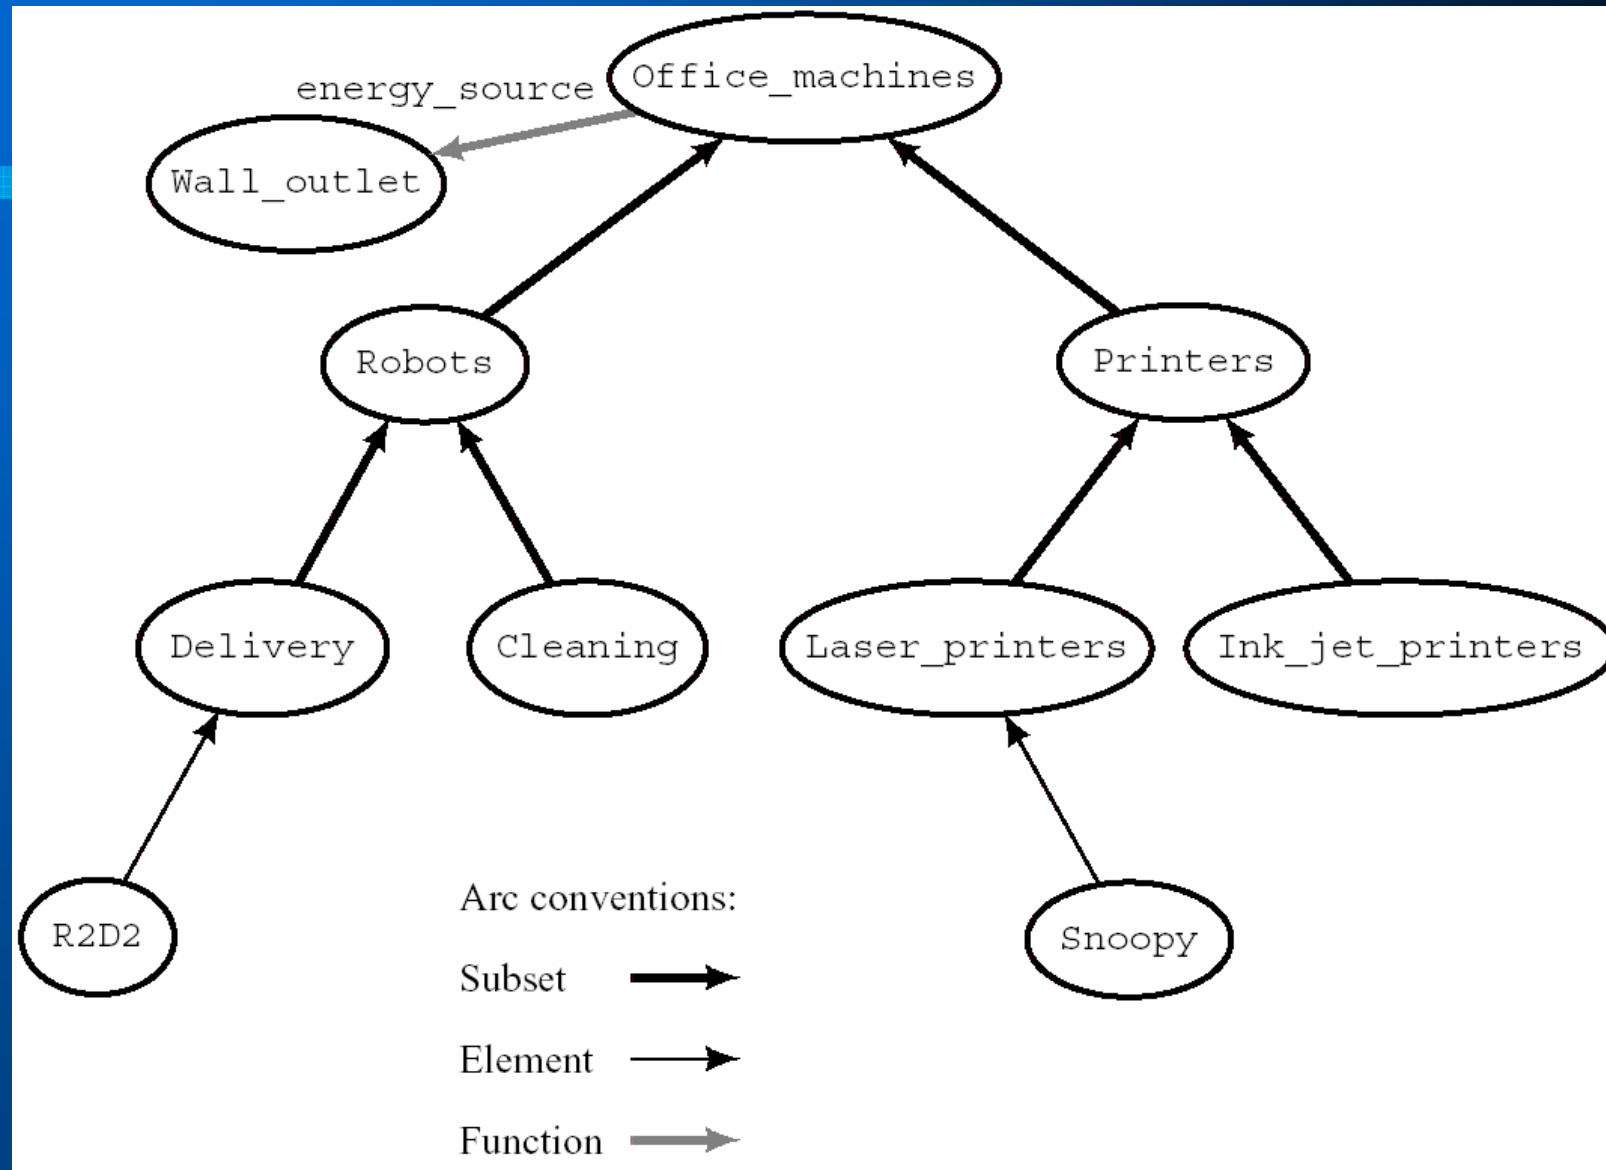 Office_machines
energy_source
Wall_outlet
Robots
Printers
Delivery
Cleaning
Laser_printers
Ink_jet_printers
R2D2
Snoopy
Arc conventions:
Subset
Element
Function